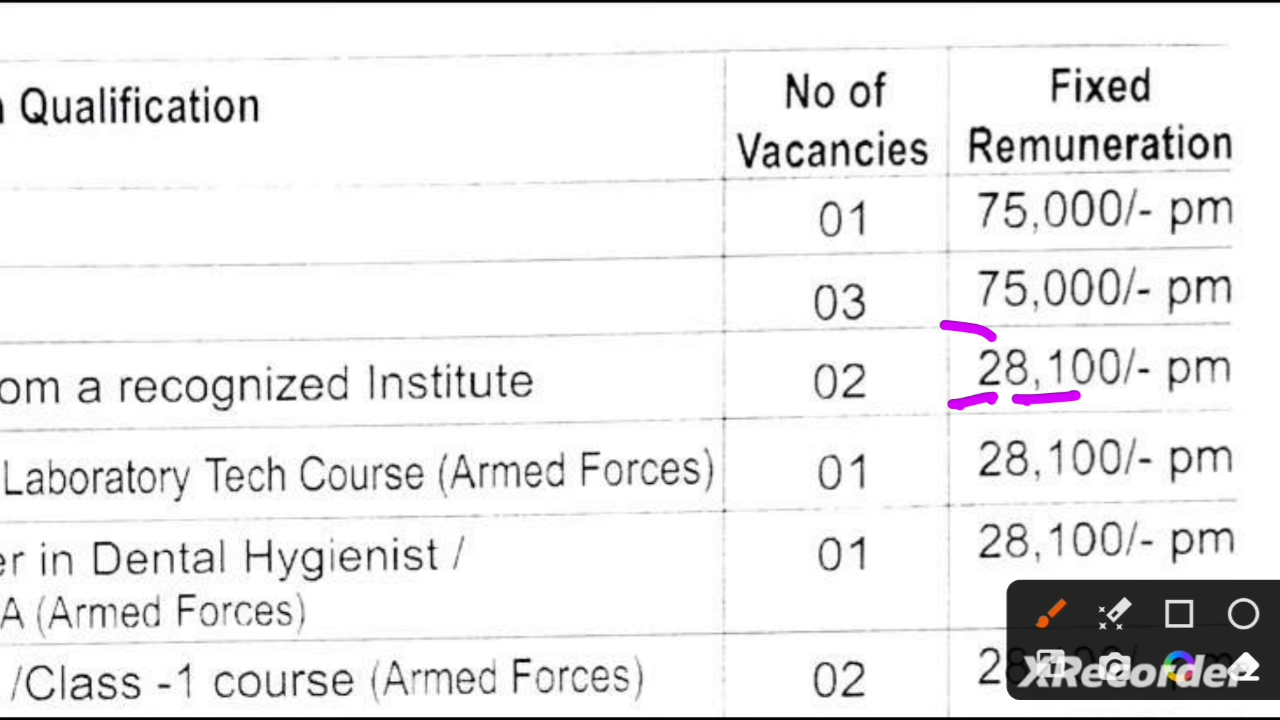 Qualification
No of Vacancies
Fixed Remuneration
01 75,000/- pm
03 75,000/- pm
om a recognized Institute 02 28,100/- pm
Laboratory Tech Course (Armed Forces) 01 28,100/- pm
er in Dental Hygienist / 01 28,100/- pm
A (Armed Forces)
/Class -1 course (Armed Forces) 02
XRecorder